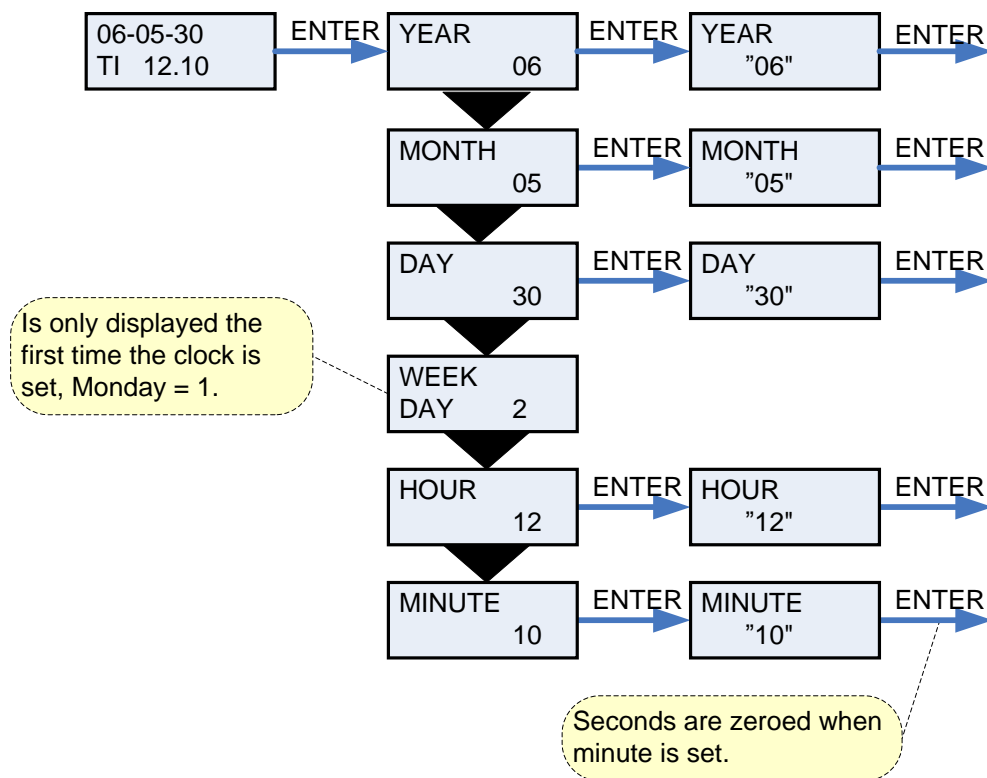 06-05-30
TI 12.10
ENTER
YEAR
06
ENTER
YEAR
”06"
ENTER
MONTH
05
ENTER
MONTH
”05"
ENTER
DAY
30
ENTER
DAY
”30"
ENTER
Is only displayed the
first time the clock is
set, Monday = 1.
WEEK
DAY 2
HOUR
12
ENTER
HOUR
”12"
ENTER
MINUTE
10
ENTER
MINUTE
”10"
ENTER
Seconds are zeroed when
minute is set.